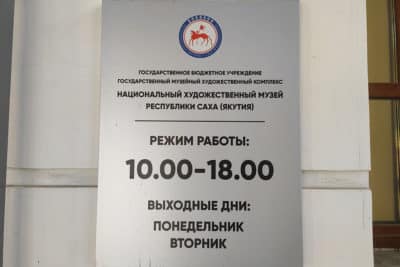 ГОСУДАРСТВЕННОЕ БЮДЖЕТНОЕ УЧРЕЖДЕНИЕ
ГОСУДАРСТВЕННЫЙ МУЗЕЙНЫЙ ХУДОЖЕСТВЕННЫЙ КОМПЛЕКС
НАЦИОНАЛЬНЫЙ ХУДОЖЕСТВЕННЫЙ МУЗЕЙ
РЕСПУБЛИКИ САХА (ЯКУТИЯ)
РЕЖИМ РАБОТЫ:
10.00-18.00
ВЫХОДНЫЕ ДНИ:
ПОНЕДЕЛЬНИК
ВТОРНИК